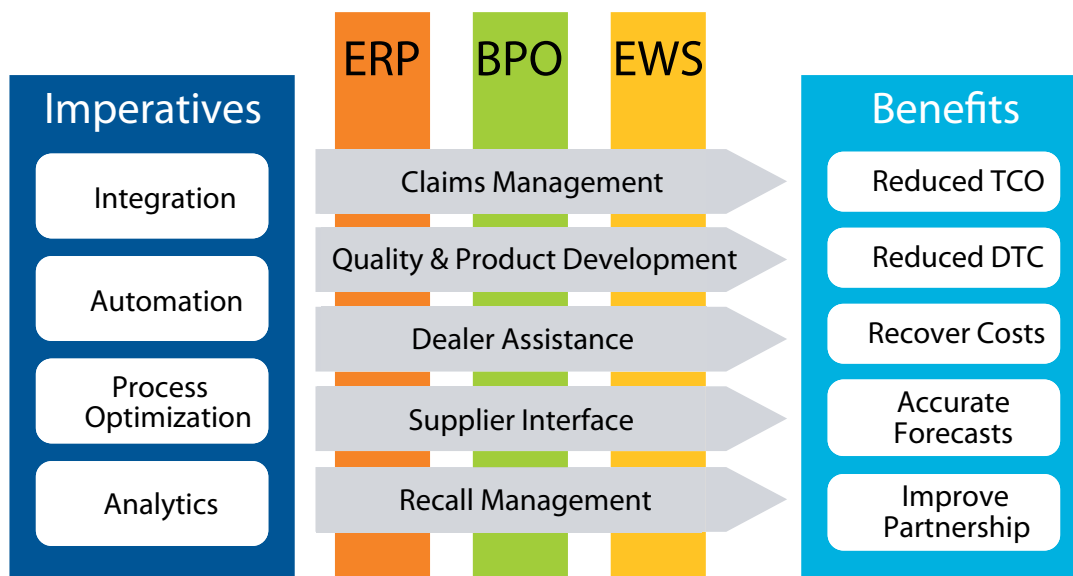 ERP
BPO
EWS
Imperatives
Integration
Automation
Process
Optimization
Analytics
Claims Management
Quality & Product Development
Dealer Assistance
Supplier Interface
Recall Management
Benefits
Reduced TCO
Reduced DTC
Recover Costs
Accurate
Forecasts
Improve
Partnership